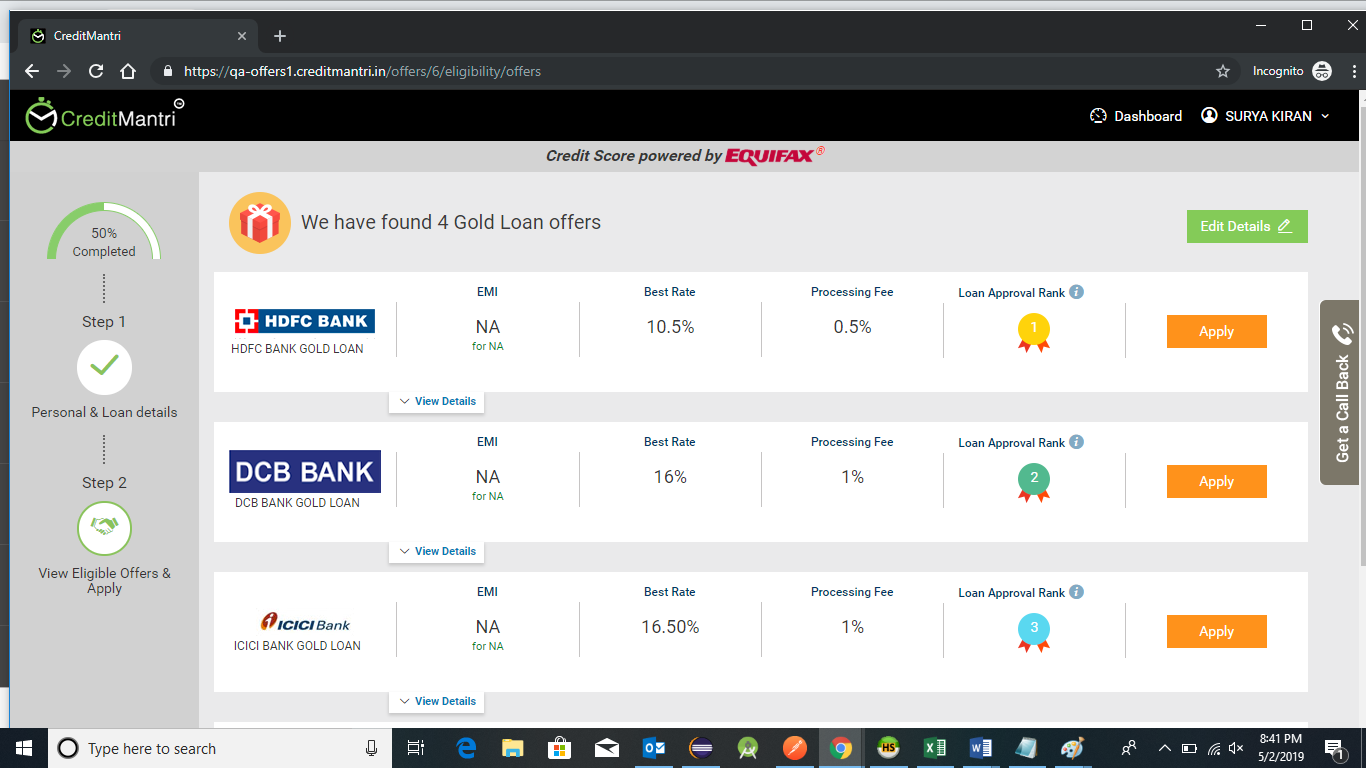 CreditMantri
https://qa-offers1.creditmantri.in/offers/6/eligibility/offers
Incognito
CreditMantri
Dashboard
SURYA KIRAN
Credit Score powered by EQUIFAX®
50%
Completed
Step 1
Personal & Loan details
Step 2
View Eligible Offers &
Apply
We have found 4 Gold Loan offers
Edit Details
HDFC BANK
HDFC BANK GOLD LOAN
EMI
NA
for NA
Best Rate
10.5%
Processing Fee
0.5%
Loan Approval Rank
1
Apply
View Details
DCB BANK
DCB BANK GOLD LOAN
EMI
NA
for NA
Best Rate
16%
Processing Fee
1%
Loan Approval Rank
2
Apply
View Details
ICICI Bank
ICICI BANK GOLD LOAN
EMI
NA
for NA
Best Rate
16.50%
Processing Fee
1%
Loan Approval Rank
3
Apply
View Details
Get a Call Back
Type here to search
HS
8:41 PM
5/2/2019
1